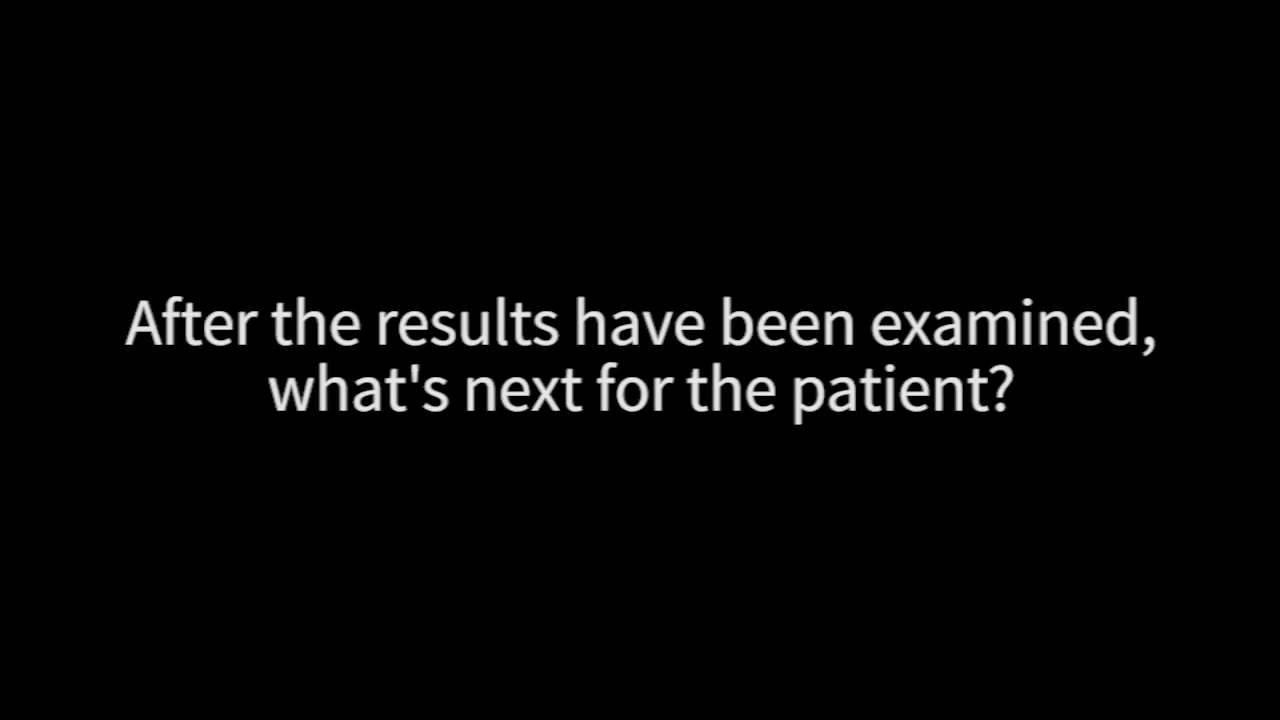 After the results have been examined,
what's next for the patient?